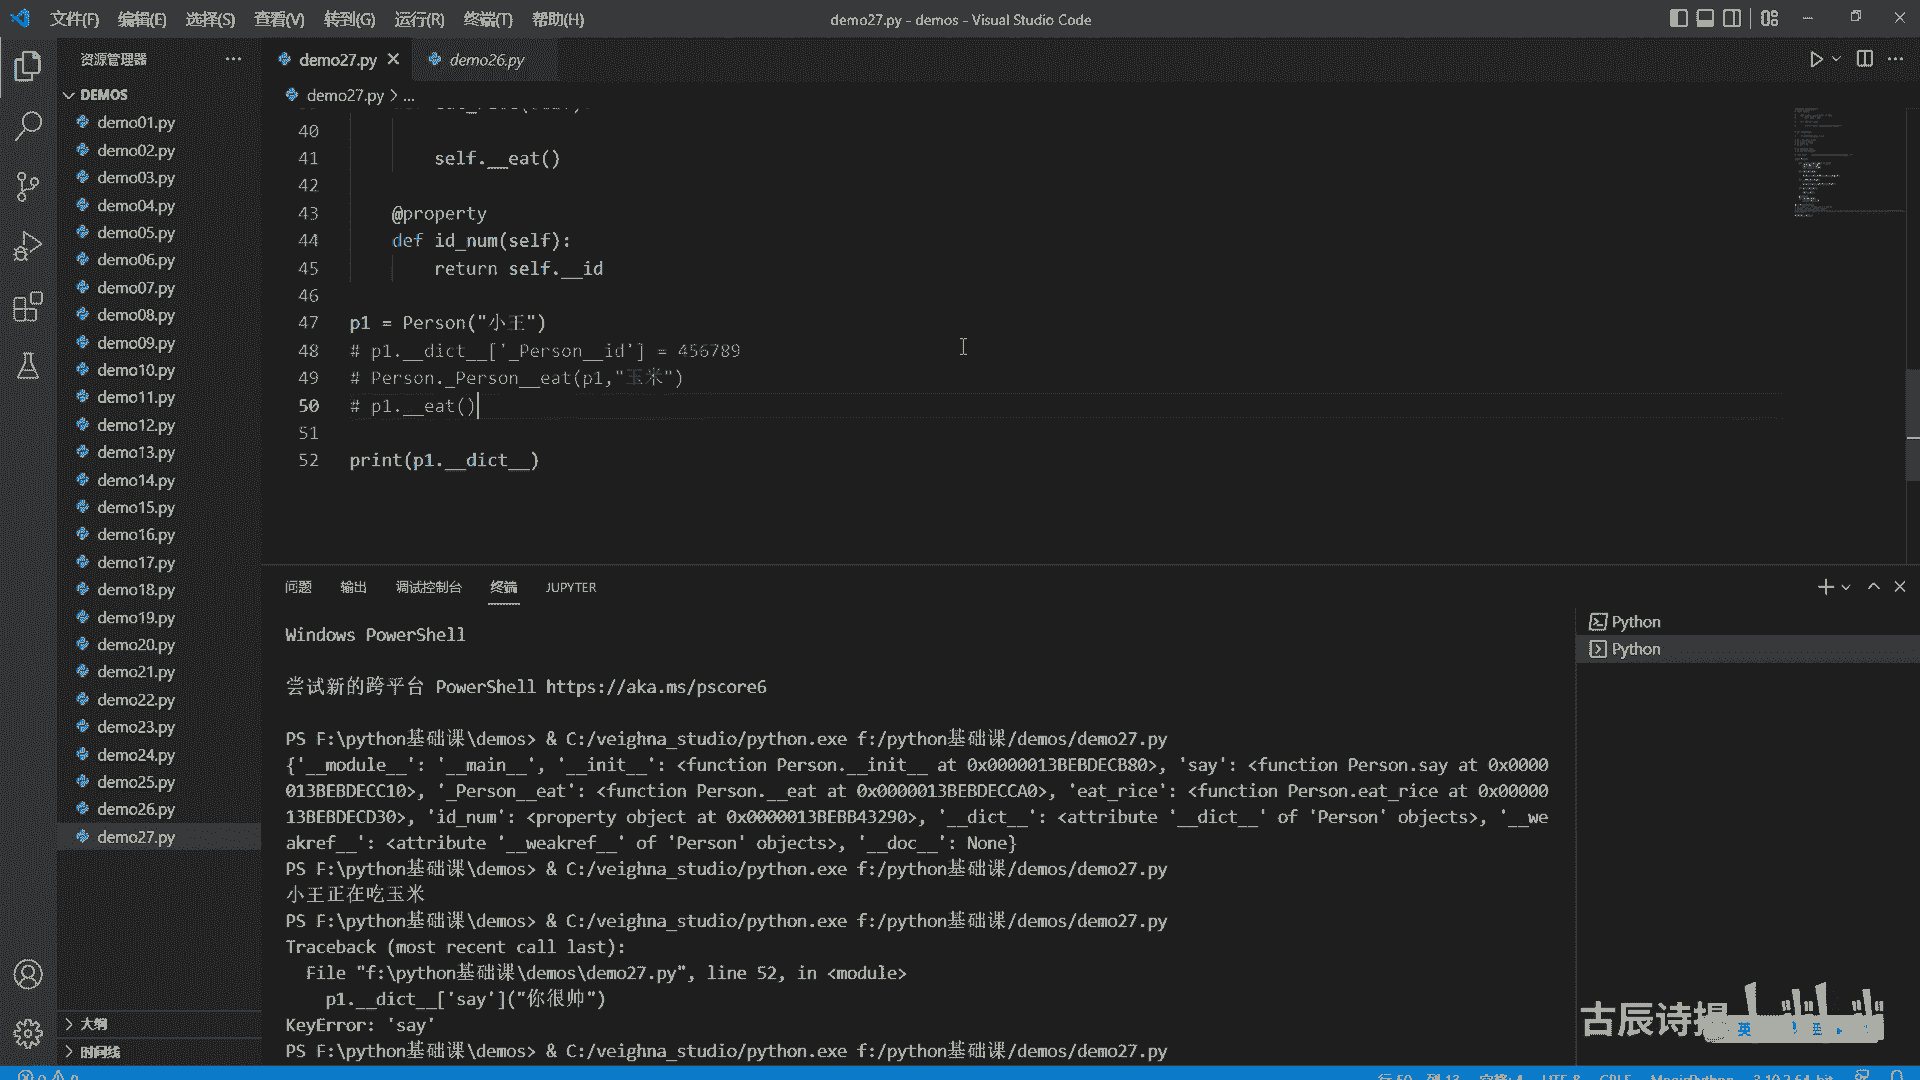 文件(F) 编辑(E) 选择(S) 查看(V) 转到(G) 运行(R) 终端(T) 帮助(H)
demo27.py - demos - Visual Studio Code
资源管理器
DEMOS
demo01.py
demo02.py
demo03.py
demo04.py
demo05.py
demo06.py
demo07.py
demo08.py
demo09.py
demo10.py
demo11.py
demo12.py
demo13.py
demo14.py
demo15.py
demo16.py
demo17.py
demo18.py
demo19.py
demo20.py
demo21.py
demo22.py
demo23.py
demo24.py
demo25.py
demo26.py
demo27.py
大纲
时间线
demo27.py demo26.py
demo27.py > ...
40
41 self.__eat()
42
43 @property
44 def id_num(self):
45 return self.__id
46
47 p1 = Person("小王")
48 # p1.__dict__['_Person__id'] = 456789
49 # Person._Person__eat(p1,"玉米")
50 # p1.__eat()
51
52 print(p1.__dict__)
问题 输出 调试控制台 终端 JUPYTER
Windows PowerShell
尝试新的跨平台 PowerShell https://aka.ms/pscore6
PS F:\python基础课\demos> & C:/veighna_studio/python.exe f:/python基础课/demos/demo27.py
{'__module__': '__main__', '__init__': <function Person.__init__ at 0x0000013BEBDECB80>, 'say': <function Person.say at 0x0000
013BEBDECC10>, '_Person__eat': <function Person.__eat at 0x0000013BEBDECCA0>, 'eat_rice': <function Person.eat_rice at 0x00000
13BEBDECD30>, 'id_num': <property object at 0x0000013BEBB43290>, '__dict__': <attribute '__dict__' of 'Person' objects>, '__we
akref__': <attribute '__weakref__' of 'Person' objects>, '__doc__': None}
PS F:\python基础课\demos> & C:/veighna_studio/python.exe f:/python基础课/demos/demo27.py
小王正在吃玉米
PS F:\python基础课\demos> & C:/veighna_studio/python.exe f:/python基础课/demos/demo27.py
Traceback (most recent call last):
File "f:\python基础课\demos\demo27.py", line 52, in <module>
p1.__dict__['say']("你很帅")
KeyError: 'say'
PS F:\python基础课\demos> & C:/veighna_studio/python.exe f:/python基础课/demos/demo27.py
Python
Python
古辰诗
英